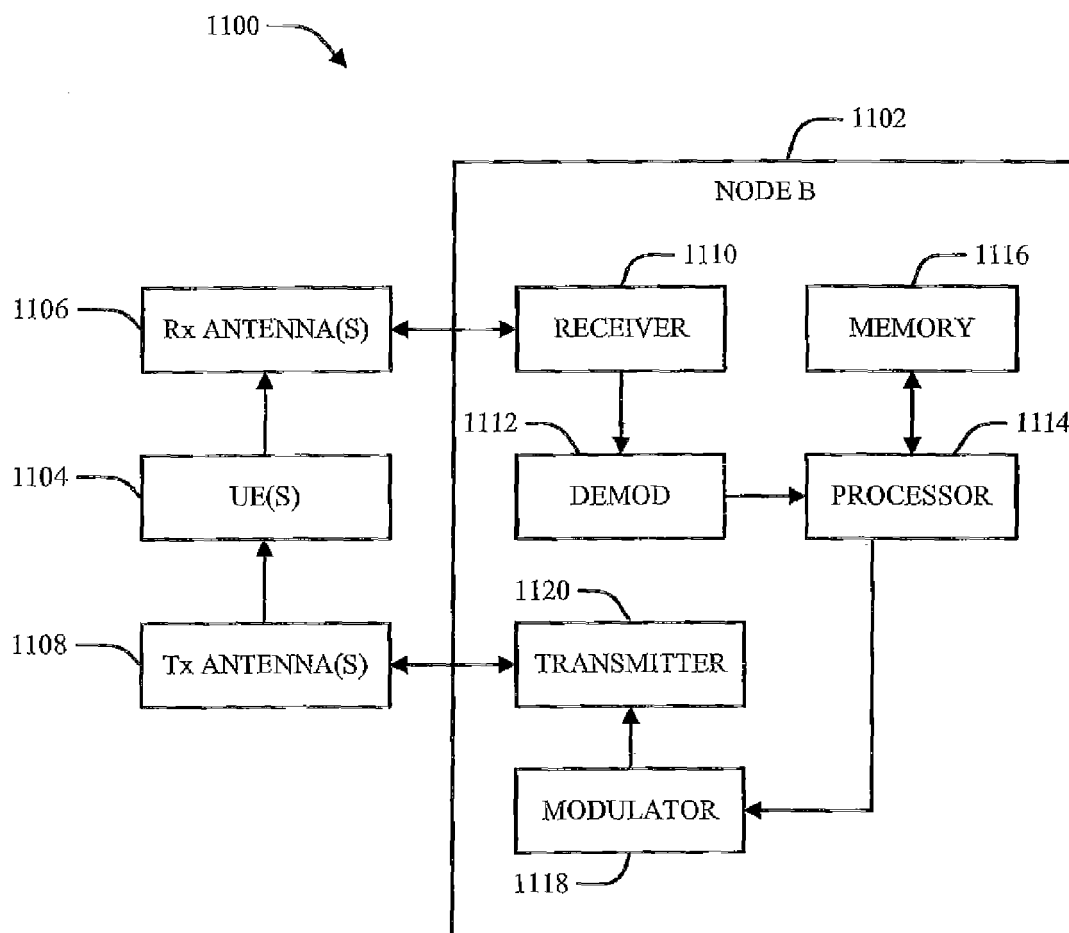 1100
1102
NODE B
1110
1116
1106
Rx ANTENNA(S)
RECEIVER
MEMORY
1112
1114
1104
UE(S)
DEMOD
PROCESSOR
1120
1108
Tx ANTENNA(S)
TRANSMITTER
MODULATOR
1118